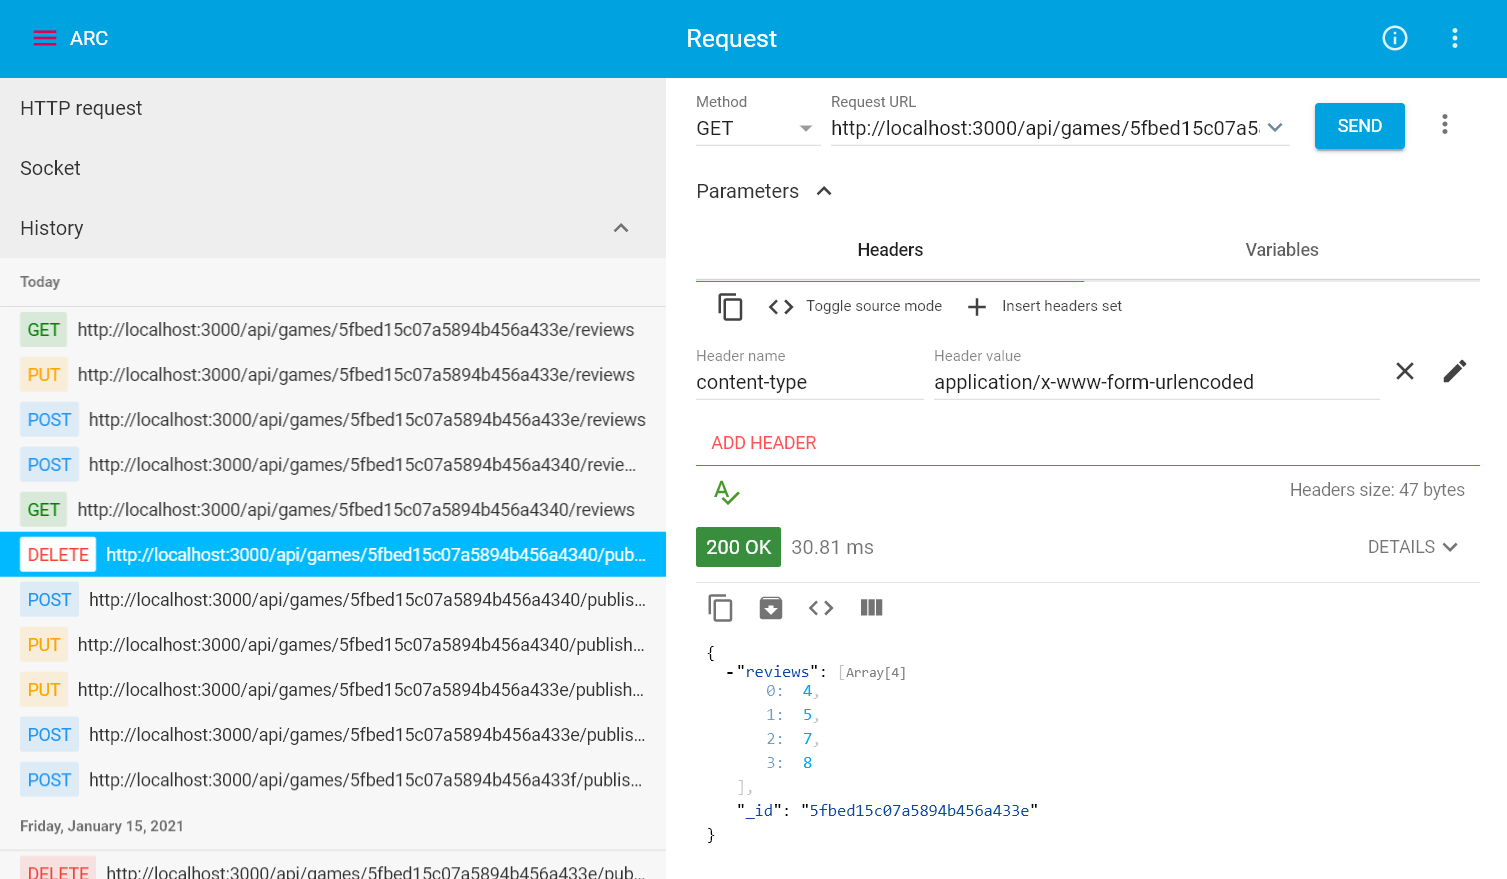 ARC
Request
HTTP request
Socket
History
Today
GET http://localhost:3000/api/games/5fbed15c07a5894b456a433e/reviews
PUT http://localhost:3000/api/games/5fbed15c07a5894b456a433e/reviews
POST http://localhost:3000/api/games/5fbed15c07a5894b456a433e/reviews
POST http://localhost:3000/api/games/5fbed15c07a5894b456a4340/revie...
GET http://localhost:3000/api/games/5fbed15c07a5894b456a4340/reviews
DELETE http://localhost:3000/api/games/5fbed15c07a5894b456a4340/pub...
POST http://localhost:3000/api/games/5fbed15c07a5894b456a4340/publis...
PUT http://localhost:3000/api/games/5fbed15c07a5894b456a4340/publish...
PUT http://localhost:3000/api/games/5fbed15c07a5894b456a433e/publish...
POST http://localhost:3000/api/games/5fbed15c07a5894b456a433e/publis...
POST http://localhost:3000/api/games/5fbed15c07a5894b456a433f/publis...
Friday, January 15, 2021
DELETE http://localhost:3000/api/games/5fbed15c07a5894b456a433e/pub...
Method
Request URL
GET
http://localhost:3000/api/games/5fbed15c07a5
SEND
Parameters
Headers
Variables
Toggle source mode
Insert headers set
Header name
Header value
content-type
application/x-www-form-urlencoded
ADD HEADER
Headers size: 47 bytes
200 OK
30.81 ms
DETAILS
{
-"reviews": [Array[4]
0: 4,
1: 5,
2: 7,
3: 8
],
"_id": "5fbed15c07a5894b456a433e"
}